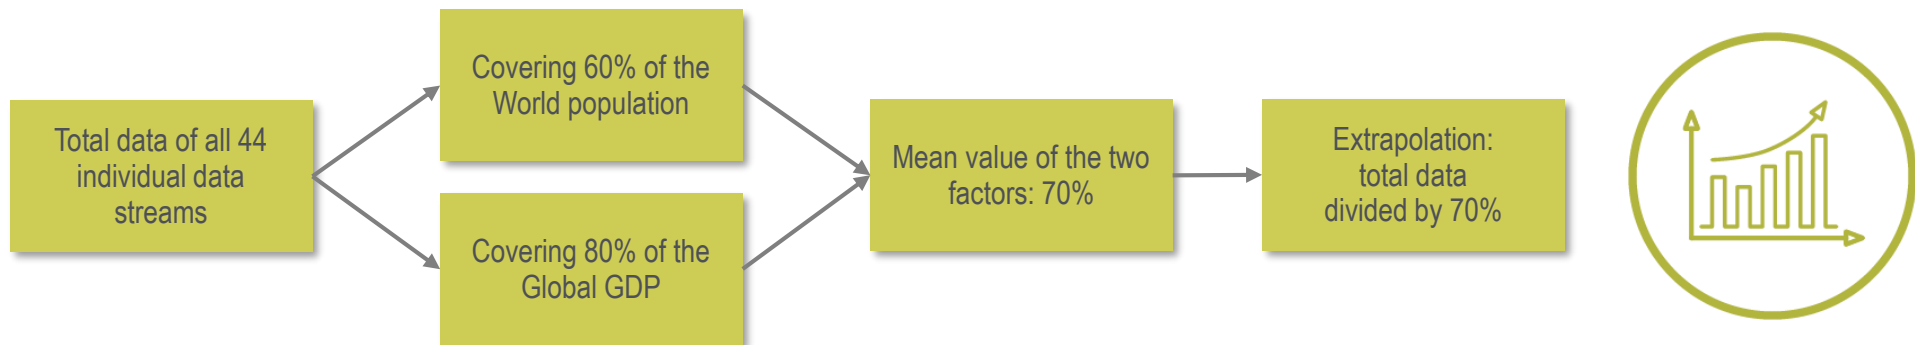 Total data of all 44
individual data
streams
Covering 60% of the
World population
Covering 80% of the
Global GDP
Mean value of the two
factors: 70%
Extrapolation:
total data
divided by 70%